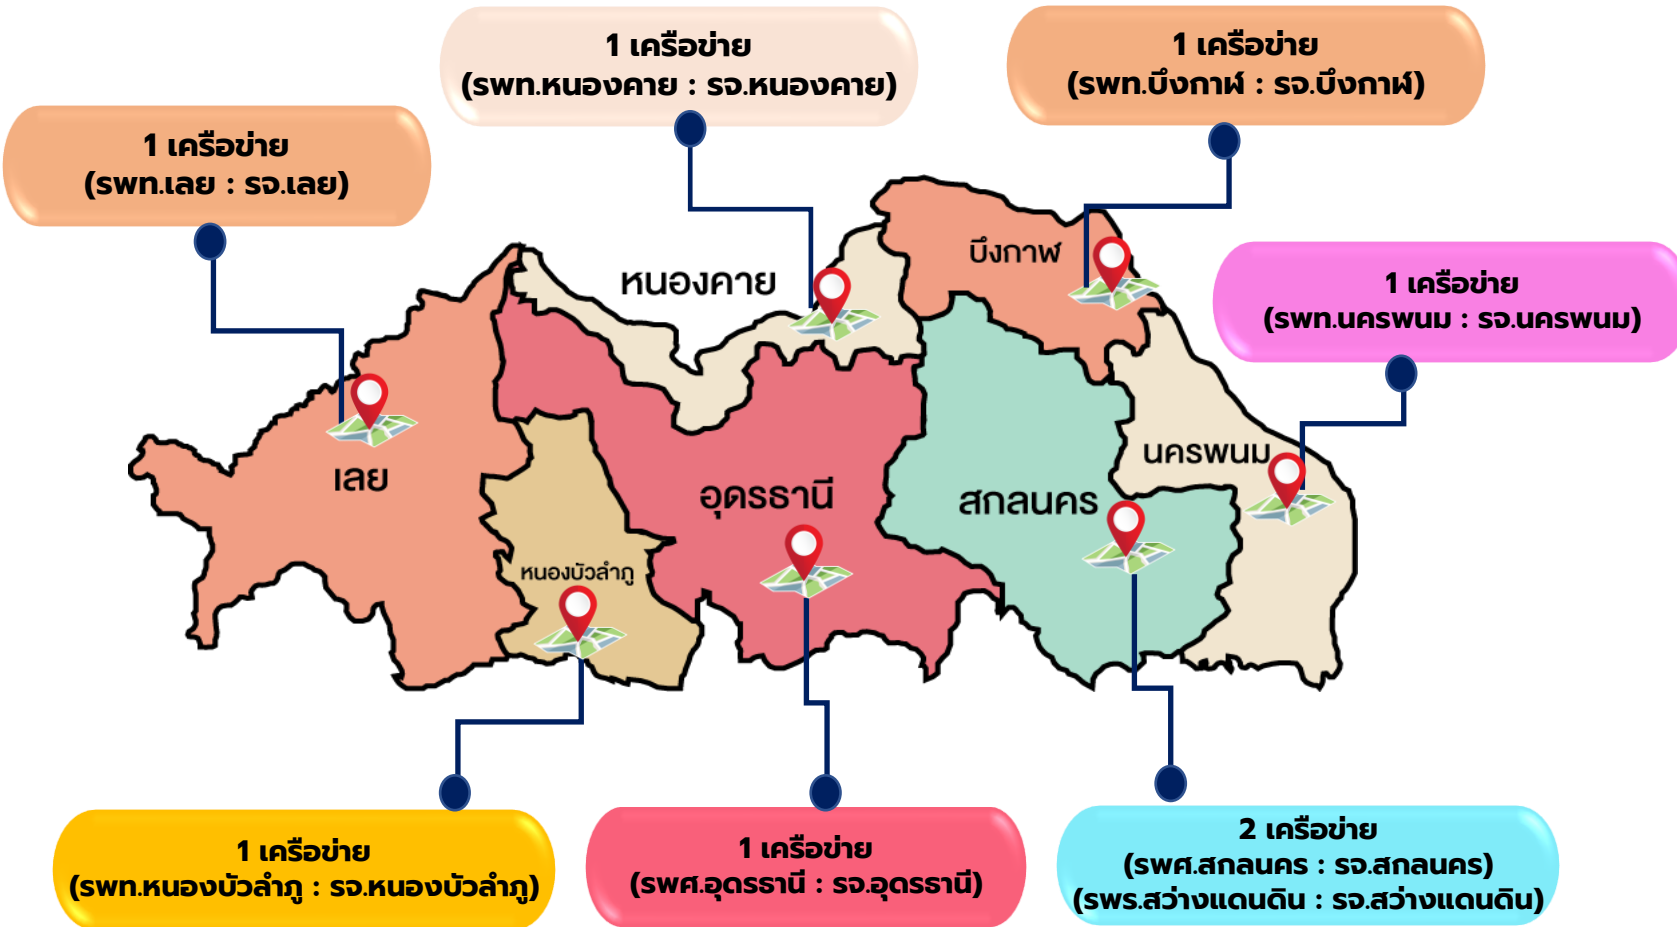 1 เครือข่าย
(รพท.หนองคาย : รจ.หนองคาย)
1 เครือข่าย
(รพท.บึงกาฬ : รจ.บึงกาฬ)
1 เครือข่าย
(รพท.เลย : รจ.เลย)
บึงกาฬ
หนองคาย
1 เครือข่าย
(รพท.นครพนม : รจ.นครพนม)
นครพนม
เลย
อุดรธานี
สกลนคร
หนองบัวลำภู
1 เครือข่าย
(รพท.หนองบัวลำภู : รจ.หนองบัวลำภู)
1 เครือข่าย
(รพศ.อุดรธานี : รจ.อุดรธานี)
2 เครือข่าย
(รพศ.สกลนคร : รจ.สกลนคร)
(รพร.สว่างแดนดิน : รจ.สว่างแดนดิน)